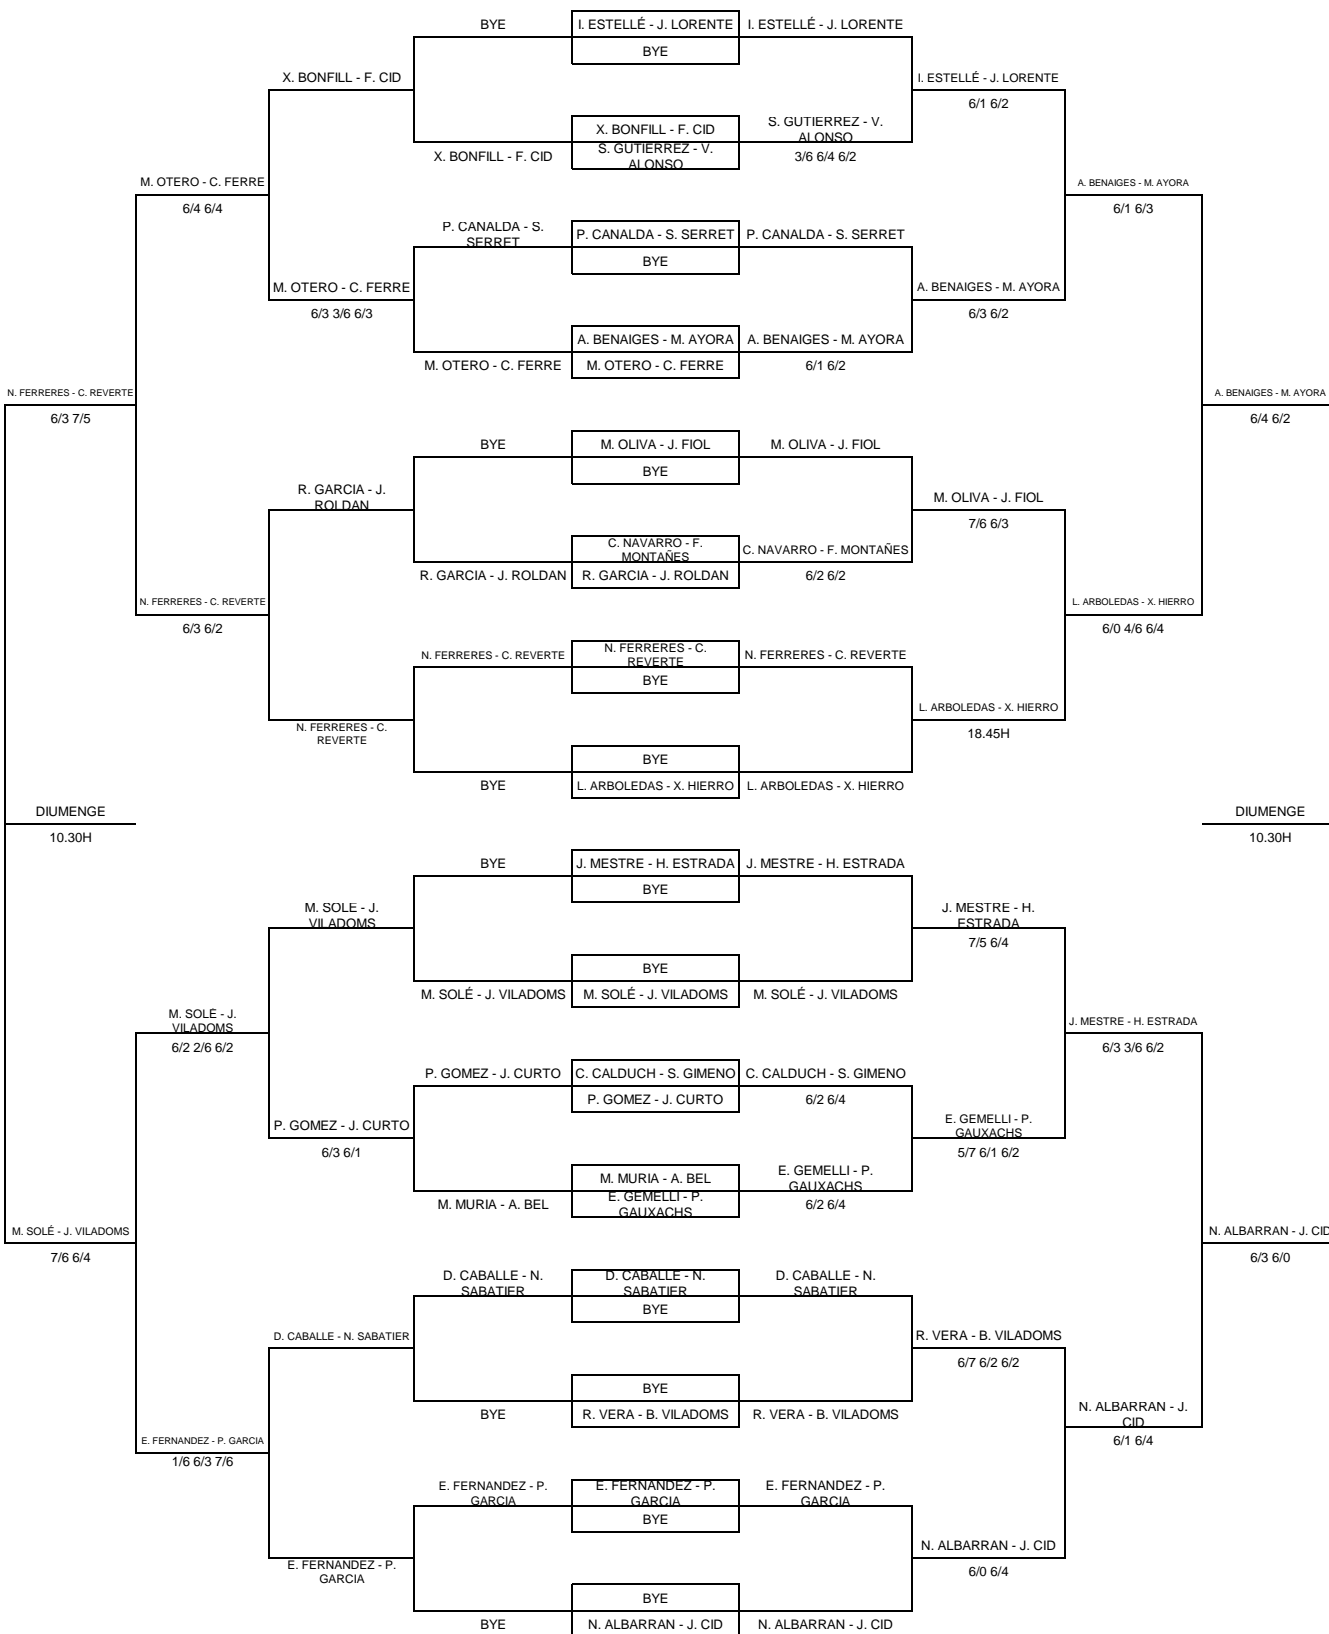 BYE I. ESTELLÉ - J. LORENTE I. ESTELLÉ - J. LORENTE
BYE
X. BONFILL - F. CID I. ESTELLÉ - J. LORENTE
6/1 6/2
X. BONFILL - F. CID S. GUTIERREZ - V.
ALONSO
X. BONFILL - F. CID S. GUTIERREZ - V.
ALONSO 3/6 6/4 6/2
M. OTERO - C. FERRE A. BENAIGES - M. AYORA
6/4 6/4 6/1 6/3
P. CANALDA - S.
SERRET P. CANALDA - S. SERRET P. CANALDA - S. SERRET
BYE
M. OTERO - C. FERRE A. BENAIGES - M. AYORA
6/3 3/6 6/3 6/3 6/2
A. BENAIGES - M. AYORA A. BENAIGES - M. AYORA
M. OTERO - C. FERRE M. OTERO - C. FERRE 6/1 6/2
N. FERRERES - C. REVERTE A. BENAIGES - M. AYORA
6/3 7/5 6/4 6/2
BYE M. OLIVA - J. FIOL M. OLIVA - J. FIOL
BYE
R. GARCIA - J.
ROLDAN M. OLIVA - J. FIOL
7/6 6/3
C. NAVARRO - F.
MONTAÑES C. NAVARRO - F. MONTAÑES
R. GARCIA - J. ROLDAN R. GARCIA - J. ROLDAN 6/2 6/2
N. FERRERES - C. REVERTE L. ARBOLEDAS - X. HIERRO
6/3 6/2 6/0 4/6 6/4
N. FERRERES - C. REVERTE N. FERRERES - C.
REVERTE N. FERRERES - C. REVERTE
BYE
L. ARBOLEDAS - X. HIERRO
N. FERRERES - C.
REVERTE 18.45H
BYE
BYE L. ARBOLEDAS - X. HIERRO L. ARBOLEDAS - X. HIERRO
DIUMENGE DIUMENGE
10.30H 10.30H
BYE J. MESTRE - H. ESTRADA J. MESTRE - H. ESTRADA
BYE
M. SOLE - J.
VILADOMS J. MESTRE - H.
ESTRADA
7/5 6/4
BYE
M. SOLÉ - J. VILADOMS M. SOLÉ - J. VILADOMS M. SOLÉ - J. VILADOMS
M. SOLE - J.
VILADOMS J. MESTRE - H. ESTRADA
6/2 2/6 6/2 6/3 3/6 6/2
P. GOMEZ - J. CURTO C. CALDUCH - S. GIMENO C. CALDUCH - S. GIMENO
P. GOMEZ - J. CURTO 6/2 6/4
P. GOMEZ - J. CURTO E. GEMELLI - P.
GAUXACHS
6/3 6/1 5/7 6/1 6/2
M. MURIA - A. BEL E. GEMELLI - P.
GAUXACHS
M. MURIA - A. BEL E. GEMELLI - P.
GAUXACHS 6/2 6/4
M. SOLÉ - J. VILADOMS N. ALBARRAN - J. CID
7/6 6/4 6/3 6/0
D. CABALLE - N.
SABATIER D. CABALLE - N.
SABATIER D. CABALLE - N.
SABATIER
BYE
D. CABALLE - N. SABATIER R. VERA - B. VILADOMS
6/7 6/2 6/2
BYE
BYE R. VERA - B. VILADOMS R. VERA - B. VILADOMS
E. FERNANDEZ - P. GARCIA N. ALBARRAN - J.
CID
1/6 6/3 7/6 6/1 6/4
E. FERNANDEZ - P.
GARCIA E. FERNANDEZ - P.
GARCIA E. FERNANDEZ - P.
GARCIA
BYE
N. ALBARRAN - J. CID
E. FERNANDEZ - P.
GARCIA 6/0 6/4
BYE
BYE N. ALBARRAN - J. CID N. ALBARRAN - J. CID